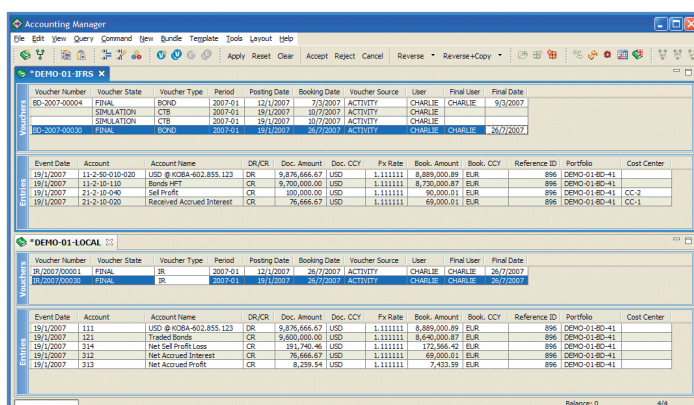 Accounting Manager
File Edit View Query Command New Bundle Template Tools Layout Help
Apply Reset Clear Accept Reject Cancel Reverse Reverse+Copy
*DEMO-01-IFRS
Voucher Number Voucher State Voucher Type Period Posting Date Booking Date Voucher Source User Final User Final Date
BD-2007-00004 FINAL BOND 2007-01 12/1/2007 7/3/2007 ACTIVITY CHARLIE CHARLIE 9/3/2007
SIMULATION CTB 2007-01 19/1/2007 10/7/2007 ACTIVITY CHARLIE
SIMULATION CTB 2007-01 19/1/2007 10/7/2007 ACTIVITY CHARLIE
BD-2007-00030 FINAL BOND 2007-01 19/1/2007 26/7/2007 ACTIVITY CHARLIE CHARLIE 26/7/2007
Vouchers
Event Date Account Account Name DR/CR Doc. Amount Doc. CCY Fx Rate Book. Amount Book. CCY Reference ID Portfolio Cost Center
19/1/2007 11-2-50-010-020 USD @ KOBA-602.855.123 DR 9,876,666.67 USD 1.111111 8,889,000.89 EUR 896 DEMO-01-BD-41
19/1/2007 11-2-10-110 Bonds HFT CR 9,700,000.00 USD 1.111111 8,730,000.87 EUR 896 DEMO-01-BD-41
19/1/2007 21-2-10-040 Sell Profit CR 100,000.00 USD 1.111111 90,000.01 EUR 896 DEMO-01-BD-41 CC-2
19/1/2007 21-2-10-020 Received Accrued Interest CR 76,666.67 USD 1.111111 69,000.01 EUR 896 DEMO-01-BD-41 CC-1
Entries
*DEMO-01-LOCAL
Voucher Number Voucher State Voucher Type Period Posting Date Booking Date Voucher Source User Final User Final Date
IR/2007/00001 FINAL IR 2007-01 12/1/2007 26/7/2007 ACTIVITY CHARLIE CHARLIE 26/7/2007
IR/2007/00030 FINAL IR 2007-01 19/1/2007 26/7/2007 ACTIVITY CHARLIE CHARLIE 26/7/2007
Vouchers
Event Date Account Account Name DR/CR Doc. Amount Doc. CCY Fx Rate Book. Amount Book. CCY Reference ID Portfolio Cost Center
19/1/2007 111 USD @ KOBA-602.855.123 DR 9,876,666.67 USD 1.111111 8,889,000.89 EUR 896 DEMO-01-BD-41
19/1/2007 121 Traded Bonds CR 9,600,000.00 USD 1.111111 8,640,000.87 EUR 896 DEMO-01-BD-41
19/1/2007 314 Net Sell Profit Loss CR 191,740.46 USD 1.111111 172,566.42 EUR 896 DEMO-01-BD-41
19/1/2007 312 Net Accrued Interest CR 76,666.67 USD 1.111111 69,000.01 EUR 896 DEMO-01-BD-41
19/1/2007 313 Net Accrued Profit CR 8,259.54 USD 1.111111 7,433.59 EUR 896 DEMO-01-BD-41
Entries
Balance: 0 4/4